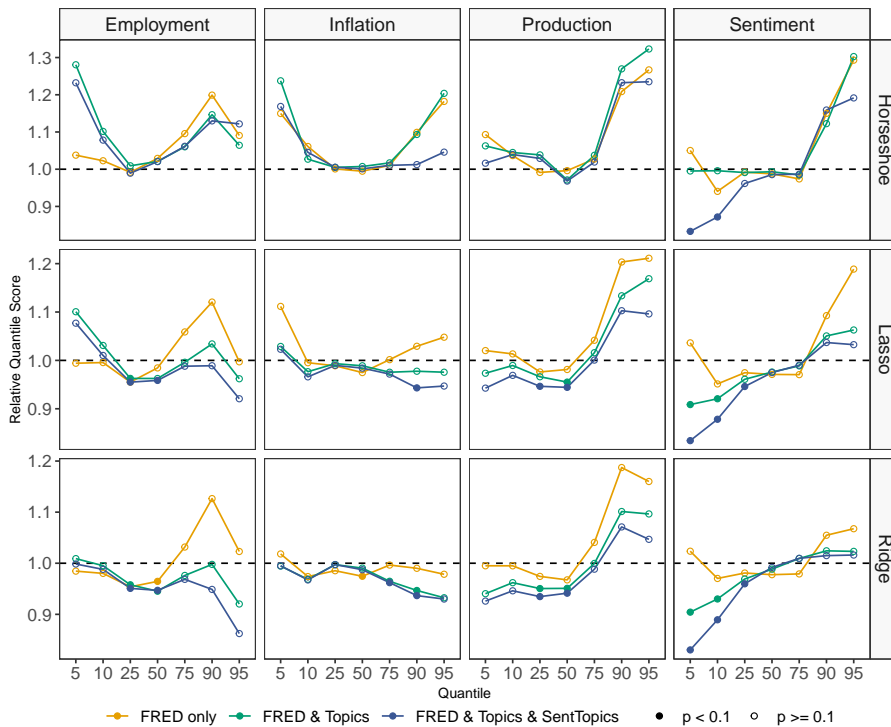 Employment Inflation Production Sentiment
1.3
1.2
1.1
1.0
0.9
Horseshoe
1.2
1.1
1.0
0.9
Lasso
1.2
1.1
1.0
0.9
Ridge
Relative Quantile Score
5 10 25 50 75 90 95 5 10 25 50 75 90 95 5 10 25 50 75 90 95 5 10 25 50 75 90 95
Quantile
FRED only FRED & Topics FRED & Topics & SentTopics p < 0.1 p >= 0.1